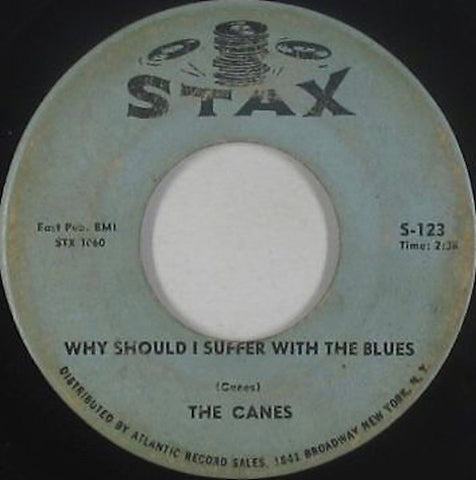 STAX
East Pub. BMI
STX 1060
S-123
Time: 2:38
WHY SHOULD I SUFFER WITH THE BLUES
(Canes)
THE CANES
DISTRIBUTED BY ATLANTIC RECORD SALES, 1841 BROADWAY NEW YORK, N. Y.